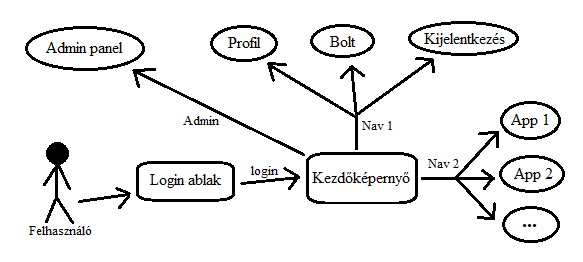 Admin panel
Profil
Bolt
Kijelentkezés
Admin
Nav 1
App 1
Login ablak
login
Kezdőképernyő
Nav 2
App 2
...
Felhasználó